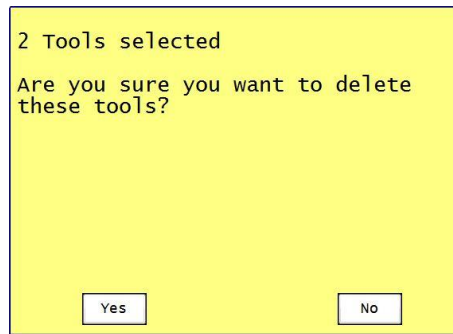 2 Tools selected
Are you sure you want to delete
these tools?
Yes
No